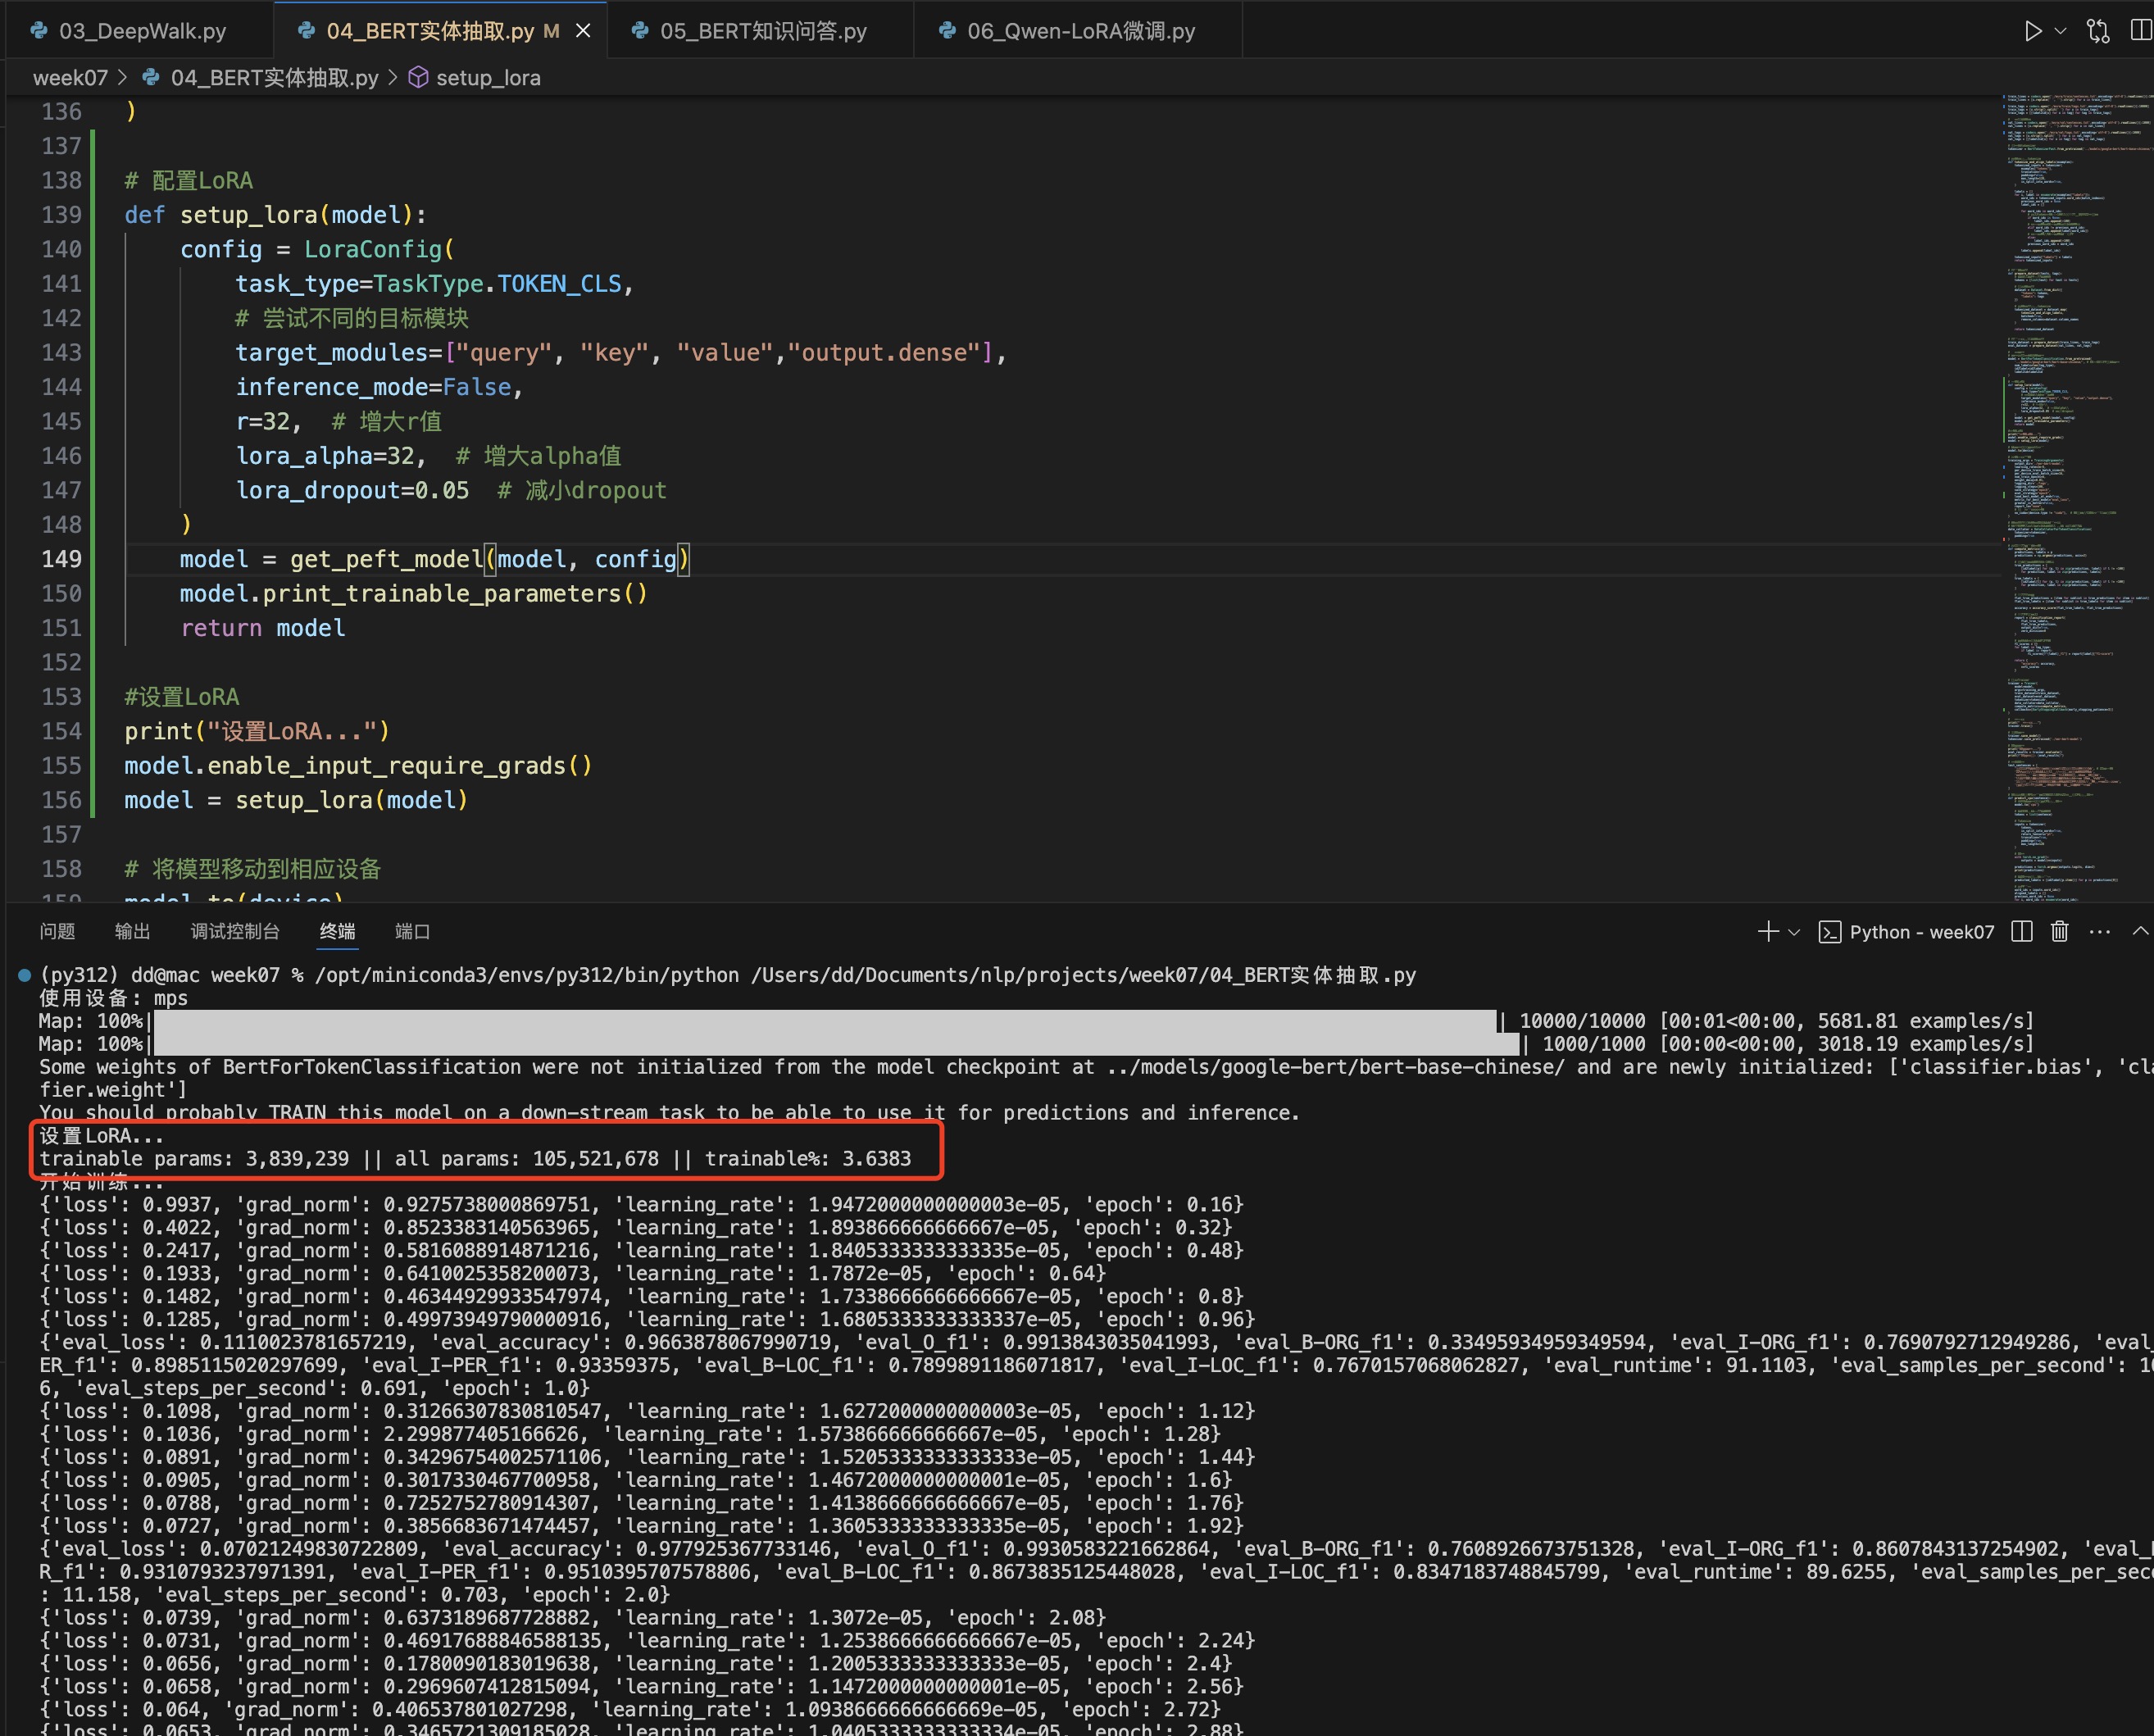 03_DeepWalk.py
04_BERT实体抽取.py M
05_BERT知识问答.py
06_Qwen-LoRA微调.py
week07 > 04_BERT实体抽取.py > setup_lora
136 )
137
138 # 配置LoRA
139 def setup_lora(model):
140 config = LoraConfig(
141 task_type=TaskType.TOKEN_CLS,
142 # 尝试不同的目标模块
143 target_modules=["query", "key", "value","output.dense"],
144 inference_mode=False,
145 r=32,  # 增大r值
146 lora_alpha=32,  # 增大alpha值
147 lora_dropout=0.05  # 减小dropout
148 )
149 model = get_peft_model(model, config)
150 model.print_trainable_parameters()
151 return model
152
153 #设置LoRA
154 print("设置LoRA...")
155 model.enable_input_require_grads()
156 model = setup_lora(model)
157
158 # 将模型移动到相应设备
159 model.to(device)
问题 输出 调试控制台 终端 端口
Python - week07
(py312) dd@mac week07 % /opt/miniconda3/envs/py312/bin/python /Users/dd/Documents/nlp/projects/week07/04_BERT实体抽取.py
使用设备: mps
Map: 100%| | 10000/10000 [00:01<00:00, 5681.81 examples/s]
Map: 100%| | 1000/1000 [00:00<00:00, 3018.19 examples/s]
Some weights of BertForTokenClassification were not initialized from the model checkpoint at ../models/google-bert/bert-base-chinese/ and are newly initialized: ['classifier.bias', 'cla
fier.weight']
You should probably TRAIN this model on a down-stream task to be able to use it for predictions and inference.
设置LoRA...
trainable params: 3,839,239 || all params: 105,521,678 || trainable%: 3.6383
开始训练...
{'loss': 0.9937, 'grad_norm': 0.9275738000869751, 'learning_rate': 1.9472000000000003e-05, 'epoch': 0.16}
{'loss': 0.4022, 'grad_norm': 0.8523383140563965, 'learning_rate': 1.893866666666667e-05, 'epoch': 0.32}
{'loss': 0.2417, 'grad_norm': 0.5816088914871216, 'learning_rate': 1.8405333333333335e-05, 'epoch': 0.48}
{'loss': 0.1933, 'grad_norm': 0.6410025358200073, 'learning_rate': 1.7872e-05, 'epoch': 0.64}
{'loss': 0.1482, 'grad_norm': 0.46344929933547974, 'learning_rate': 1.7338666666666667e-05, 'epoch': 0.8}
{'loss': 0.1285, 'grad_norm': 0.49973949790000916, 'learning_rate': 1.6805333333333337e-05, 'epoch': 0.96}
{'eval_loss': 0.1110023781657219, 'eval_accuracy': 0.9663878067990719, 'eval_O_f1': 0.9913843035041993, 'eval_B-ORG_f1': 0.33495934959349594, 'eval_I-ORG_f1': 0.7690792712949286, 'eval_
ER_f1': 0.8985115020297699, 'eval_I-PER_f1': 0.93359375, 'eval_B-LOC_f1': 0.7899891186071817, 'eval_I-LOC_f1': 0.7670157068062827, 'eval_runtime': 91.1103, 'eval_samples_per_second': 10
6, 'eval_steps_per_second': 0.691, 'epoch': 1.0}
{'loss': 0.1098, 'grad_norm': 0.31266307830810547, 'learning_rate': 1.6272000000000003e-05, 'epoch': 1.12}
{'loss': 0.1036, 'grad_norm': 2.299877405166626, 'learning_rate': 1.573866666666667e-05, 'epoch': 1.28}
{'loss': 0.0891, 'grad_norm': 0.34296754002571106, 'learning_rate': 1.5205333333333333e-05, 'epoch': 1.44}
{'loss': 0.0905, 'grad_norm': 0.3017330467700958, 'learning_rate': 1.4672000000000001e-05, 'epoch': 1.6}
{'loss': 0.0788, 'grad_norm': 0.7252752780914307, 'learning_rate': 1.4138666666666667e-05, 'epoch': 1.76}
{'loss': 0.0727, 'grad_norm': 0.3856683671474457, 'learning_rate': 1.3605333333333335e-05, 'epoch': 1.92}
{'eval_loss': 0.07021249830722809, 'eval_accuracy': 0.977925367733146, 'eval_O_f1': 0.9930583221662864, 'eval_B-ORG_f1': 0.7608926673751328, 'eval_I-ORG_f1': 0.8607843137254902, 'eval_
R_f1': 0.9310793237971391, 'eval_I-PER_f1': 0.9510395707578806, 'eval_B-LOC_f1': 0.8673835125448028, 'eval_I-LOC_f1': 0.8347183748845799, 'eval_runtime': 89.6255, 'eval_samples_per_seco
: 11.158, 'eval_steps_per_second': 0.703, 'epoch': 2.0}
{'loss': 0.0739, 'grad_norm': 0.6373189687728882, 'learning_rate': 1.3072e-05, 'epoch': 2.08}
{'loss': 0.0731, 'grad_norm': 0.46917688846588135, 'learning_rate': 1.2538666666666667e-05, 'epoch': 2.24}
{'loss': 0.0656, 'grad_norm': 0.1780090183019638, 'learning_rate': 1.2005333333333333e-05, 'epoch': 2.4}
{'loss': 0.0658, 'grad_norm': 0.2969607412815094, 'learning_rate': 1.1472000000000001e-05, 'epoch': 2.56}
{'loss': 0.064, 'grad_norm': 0.406537801027298, 'learning_rate': 1.0938666666666669e-05, 'epoch': 2.72}
{'loss': 0.0653, 'grad_norm': 0.3465721309185028, 'learning_rate': 1.0405333333333334e-05, 'epoch': 2.88}